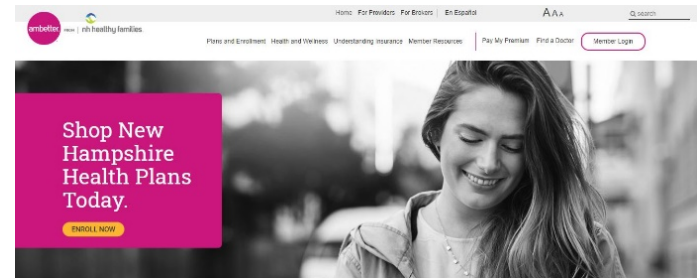 Home For Providers For Brokers En Español AAA search
ambetter. nh healthy families
Plans and Enrollment Health and Wellness Understanding Insurance Member Resources Pay My Premium Find a Doctor Member Login
Shop New
Hampshire
Health Plans
Today.
ENROLL NOW